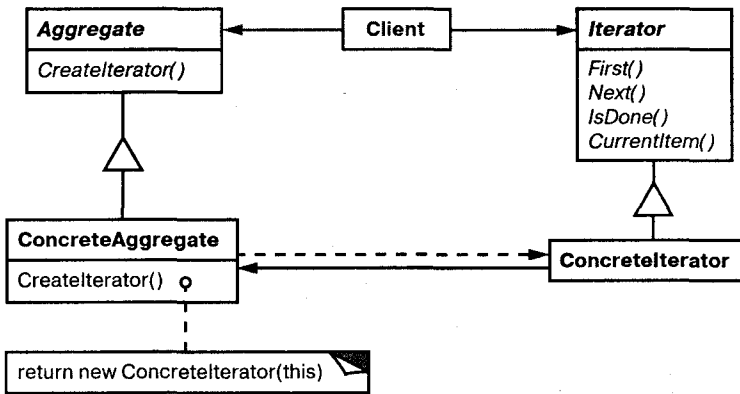 Aggregate
CreateIterator()
Client
Iterator
First()
Next()
IsDone()
CurrentItem()
ConcreteAggregate
CreateIterator()
ConcreteIterator
return new ConcreteIterator(this)